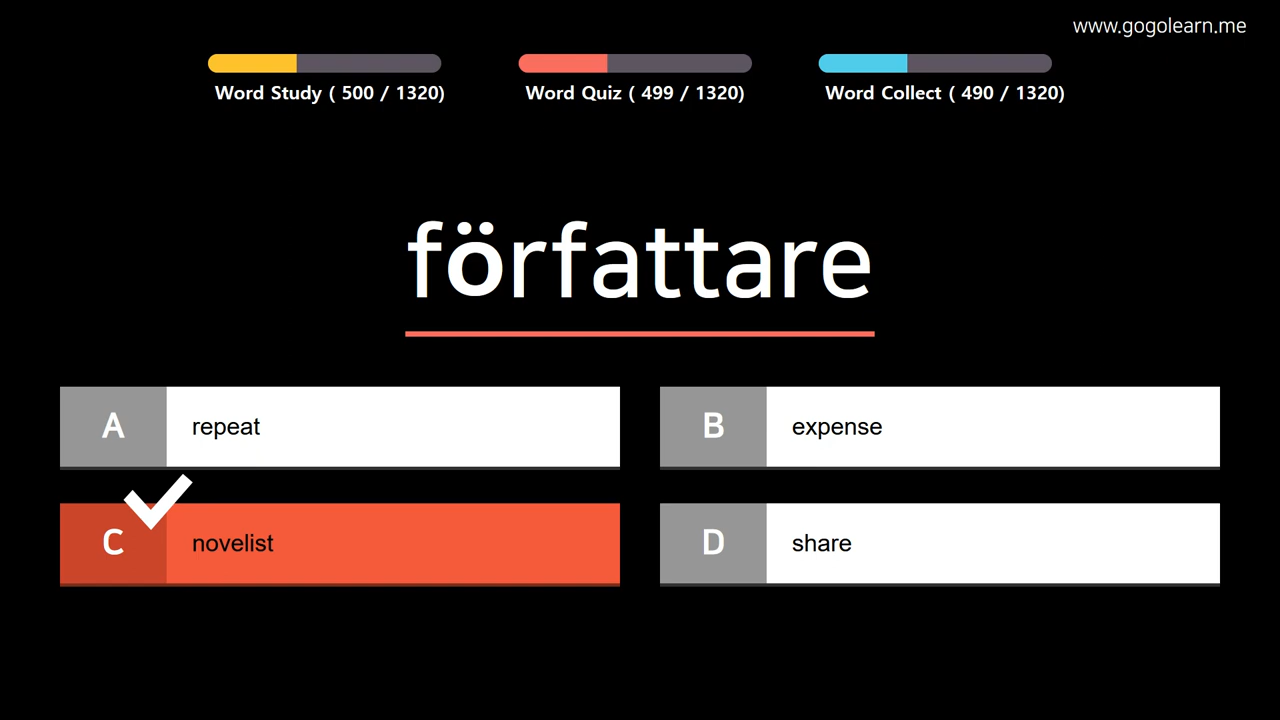 www.gogolearn.me
Word Study ( 500 / 1320)
Word Quiz ( 499 / 1320)
Word Collect ( 490 / 1320)
författare
A repeat
B expense
C novelist
D share